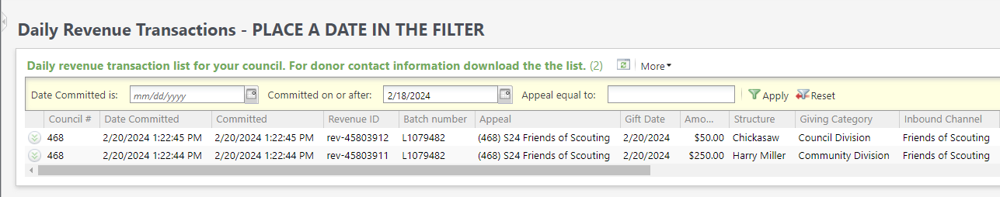 Daily Revenue Transactions - PLACE A DATE IN THE FILTER
Daily revenue transaction list for your council. For donor contact information download the the list. (2) More
Date Committed is: mm/dd/yyyy Committed on or after: 2/18/2024 Appeal equal to: Apply Reset
Council # Date Committed Committed Revenue ID Batch number Appeal Gift Date Amo... Structure Giving Category Inbound Channel
468 2/20/2024 1:22:45 PM 2/20/2024 1:22:45 PM rev-45803912 L1079482 (468) S24 Friends of Scouting 2/20/2024 $50.00 Chickasaw Council Division Friends of Scouting
468 2/20/2024 1:22:44 PM 2/20/2024 1:22:44 PM rev-45803911 L1079482 (468) S24 Friends of Scouting 2/20/2024 $250.00 Harry Miller Community Division Friends of Scouting